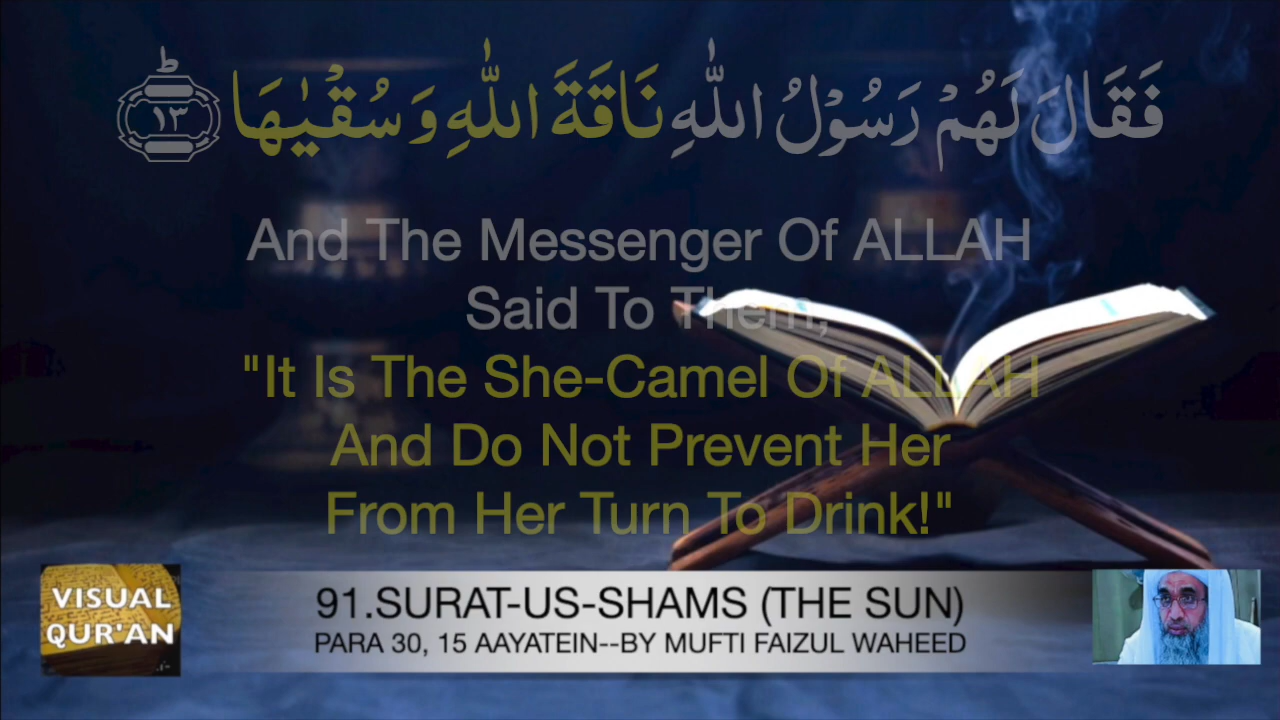 فَقَالَ لَهُمْ رَسُوْلُ اللّٰهِ نَاقَةَ اللّٰهِ وَسُقْيٰهَا ؕ ١٣
And The Messenger Of ALLAH
Said To Them,
"It Is The She-Camel Of ALLAH
And Do Not Prevent Her
From Her Turn To Drink!"
VISUAL
QUR'AN
91.SURAT-US-SHAMS (THE SUN)
PARA 30, 15 AAYATEIN--BY MUFTI FAIZUL WAHEED